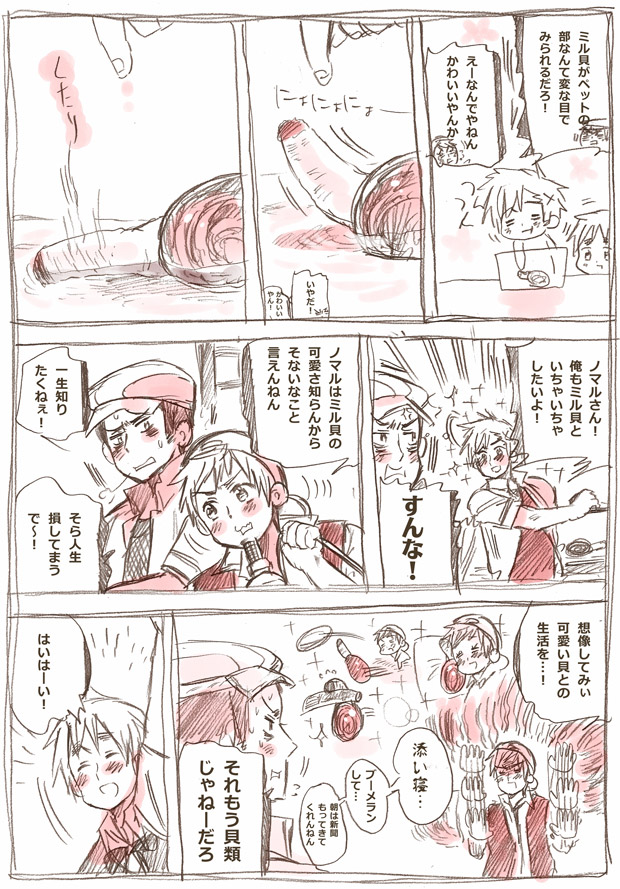 ミル貝がペットの
部なんて変な目で
みられるだろ！
えーなんでやねん
かわいいやんか
つん
つん
にょにょにょ
いやだ！
かわいい
やん！
したり
ノマルさん！
俺もミル貝と
いちゃいちゃ
したいよ！
すんな！
ノマルはミル貝の
可愛さ知らんから
そないなこと
言えんねん
一生知り
たくねぇ！
そら人生
損してまう
で～！
想像してみぃ
可愛い貝との
生活を…！
添い寝…
ブーメラン
して…
朝は新聞
もってきて
くれんねん
それもう貝類
じゃねーだろ
はいはーい！